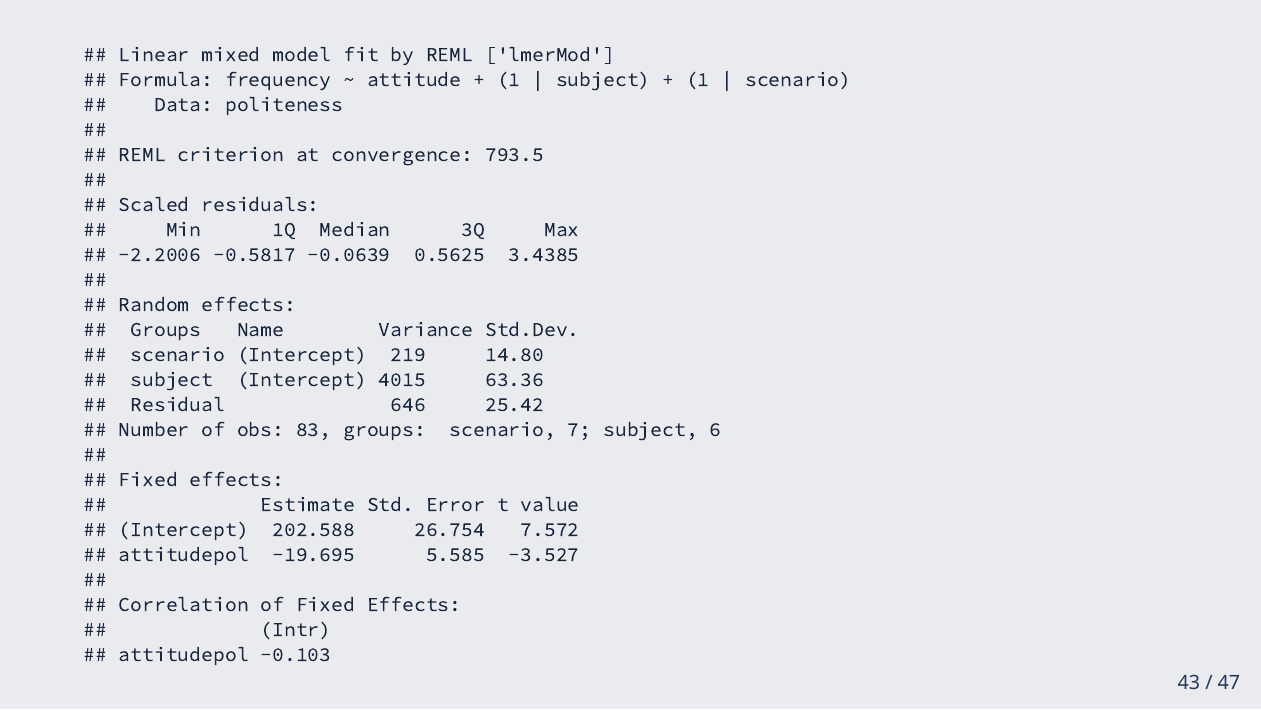 ## Linear mixed model fit by REML ['lmerMod']
## Formula: frequency ~ attitude + (1 | subject) + (1 | scenario)
##    Data: politeness
##
## REML criterion at convergence: 793.5
##
## Scaled residuals:
##     Min      1Q  Median      3Q     Max
## −2.2006 −0.5817 −0.0639  0.5625  3.4385
##
## Random effects:
##  Groups   Name        Variance Std.Dev.
##  scenario (Intercept)  219     14.80
##  subject  (Intercept) 4015     63.36
##  Residual              646     25.42
## Number of obs: 83, groups:  scenario, 7; subject, 6
##
## Fixed effects:
##             Estimate Std. Error t value
## (Intercept)  202.588     26.754   7.572
## attitudepol  −19.695      5.585  −3.527
##
## Correlation of Fixed Effects:
##             (Intr)
## attitudepol −0.103
43 / 47